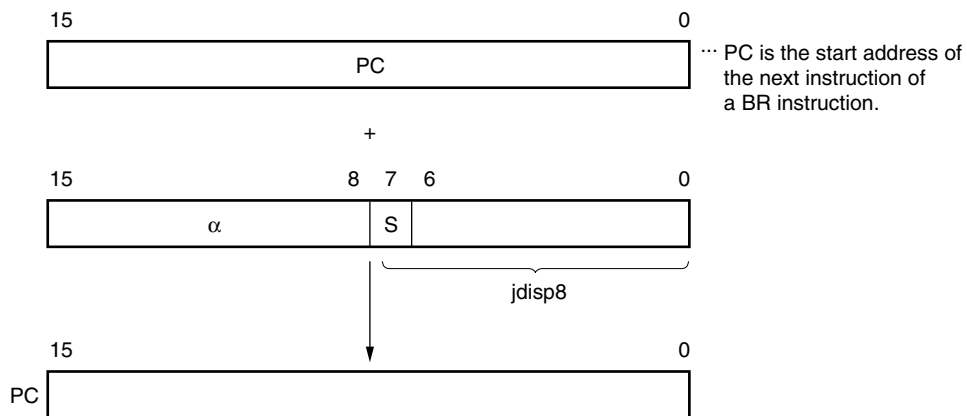 15 0
PC
... PC is the start address of
the next instruction of
a BR instruction.
+
15 8 7 6 0
α S
jdisp8
15 0
PC